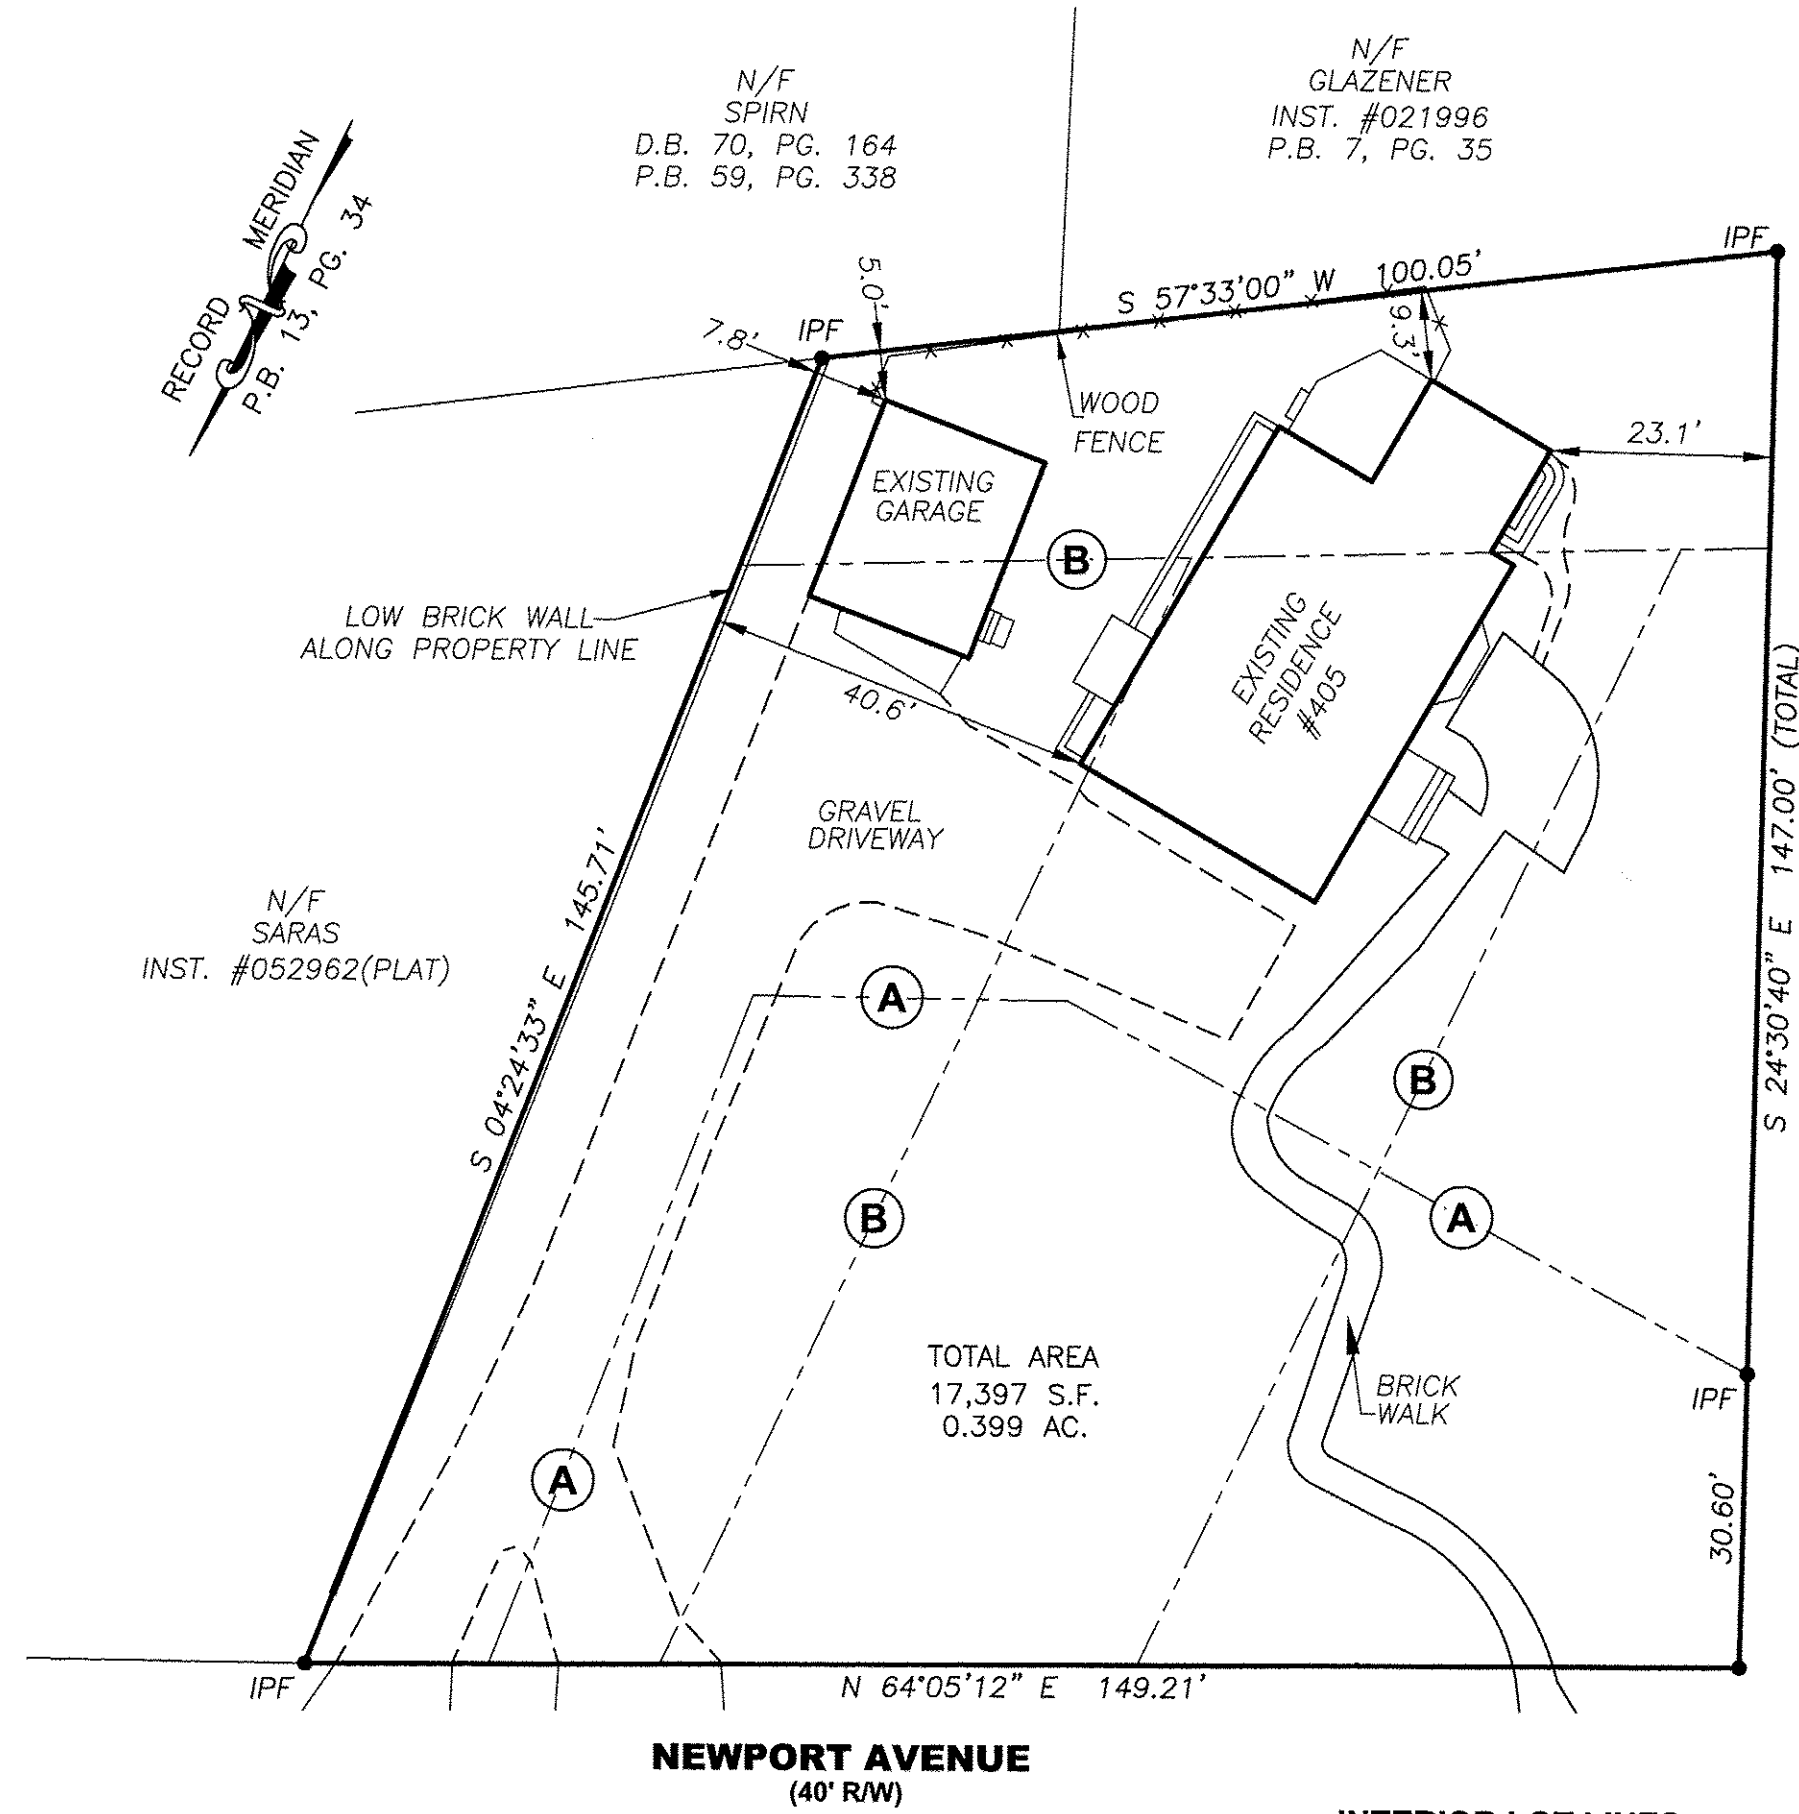 N/F
SPIRN
D.B. 70, PG. 164
P.B. 59, PG. 338
N/F
GLAZENER
INST. #021996
P.B. 7, PG. 35
RECORD MERIDIAN
P.B. 13, PG. 34
IPF
S 57°33'00" W 100.05'
IPF
5.0'
7.8'
9.3'
WOOD
FENCE
23.1'
EXISTING
GARAGE
B
LOW BRICK WALL
ALONG PROPERTY LINE
EXISTING
RESIDENCE
#405
40.6'
GRAVEL
DRIVEWAY
S 04°24'33" E 145.71'
S 24°30'40" E 147.00' (TOTAL)
N/F
SARAS
INST. #052962(PLAT)
A
B
B
A
TOTAL AREA
17,397 S.F.
0.399 AC.
BRICK
WALK
IPF
A
30.60'
IPF
N 64°05'12" E 149.21'
NEWPORT AVENUE
(40' R/W)